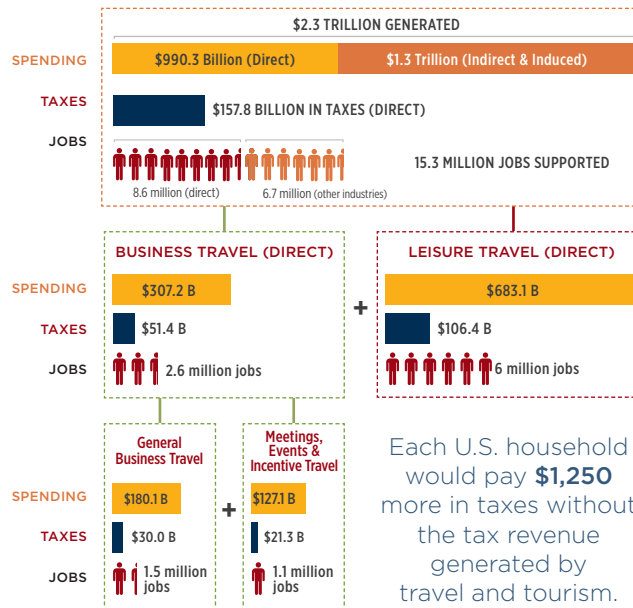 $2.3 TRILLION GENERATED
SPENDING
$990.3 Billion (Direct)
$1.3 Trillion (Indirect & Induced)
TAXES
$157.8 BILLION IN TAXES (DIRECT)
JOBS
15.3 MILLION JOBS SUPPORTED
8.6 million (direct)
6.7 million (other industries)
BUSINESS TRAVEL (DIRECT)
SPENDING
$307.2 B
TAXES
$51.4 B
JOBS
2.6 million jobs
+
LEISURE TRAVEL (DIRECT)
$683.1 B
$106.4 B
6 million jobs
General
Business Travel
SPENDING
$180.1 B
TAXES
$30.0 B
JOBS
1.5 million
jobs
+
Meetings,
Events &
Incentive Travel
$127.1 B
$21.3 B
1.1 million
jobs
Each U.S. household
would pay $1,250
more in taxes without
the tax revenue
generated by
travel and tourism.